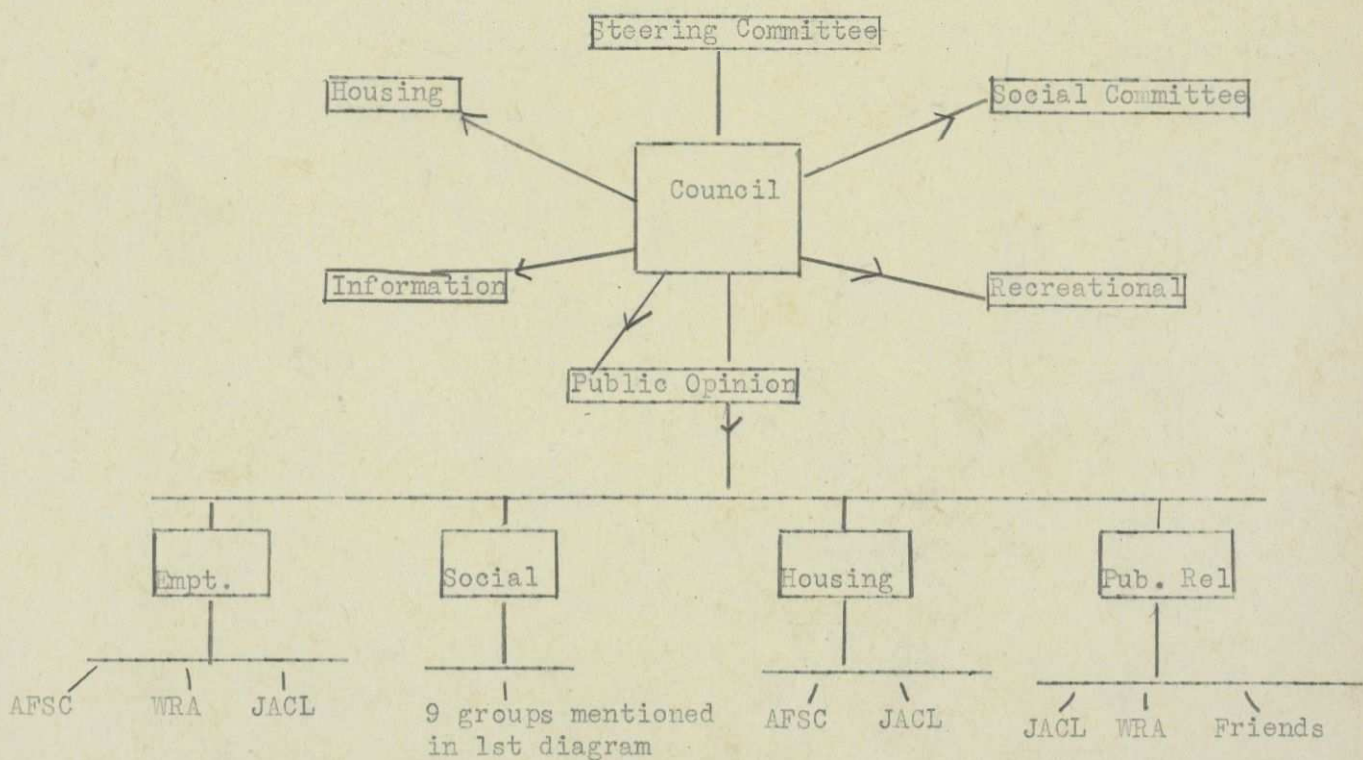 Steering Committee
Housing
Social Committee
Council
Information
Recreational
Public Opinion
Empt.
Social
Housing
Pub. Rel
AFSC
WRA
JACL
9 groups mentioned
in 1st diagram
AFSC
JACL
JACL
WRA
Friends